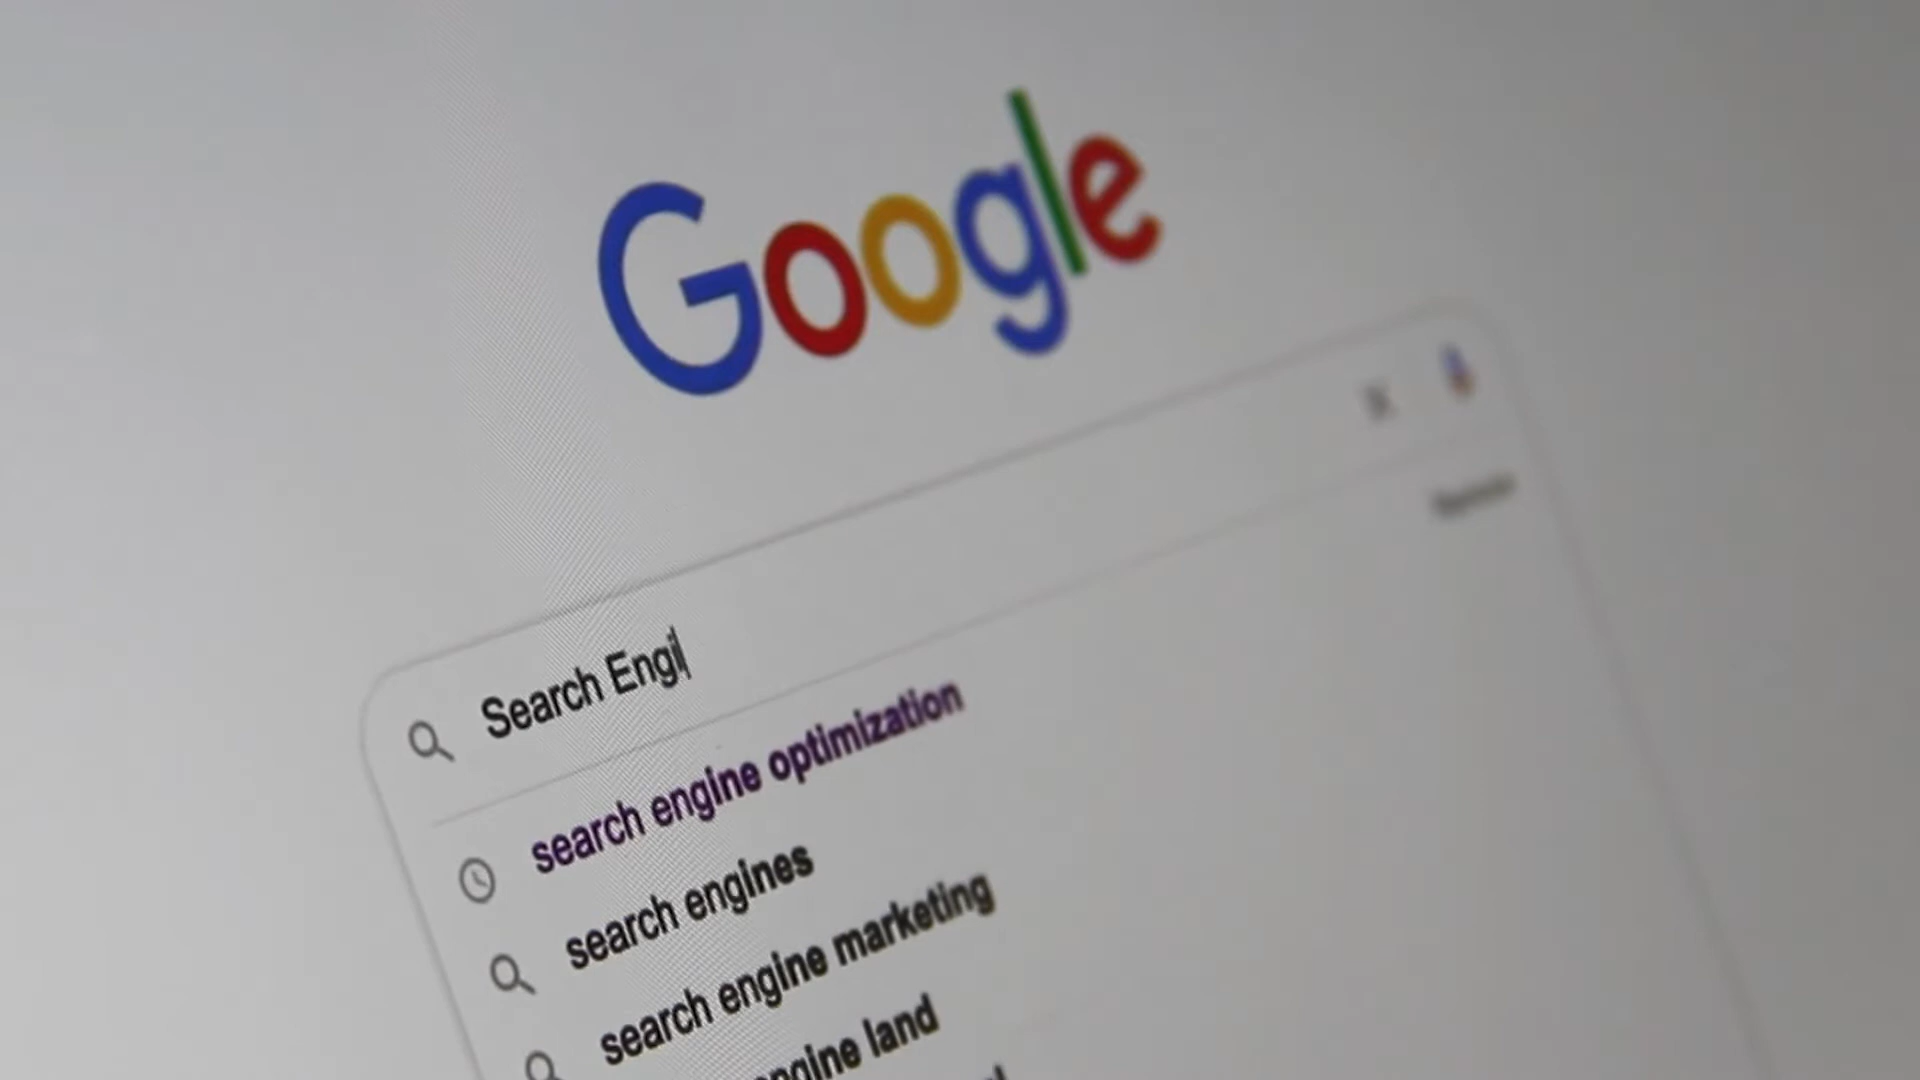 Google
Search Engi
search engine optimization
search engines
search engine marketing
engine land